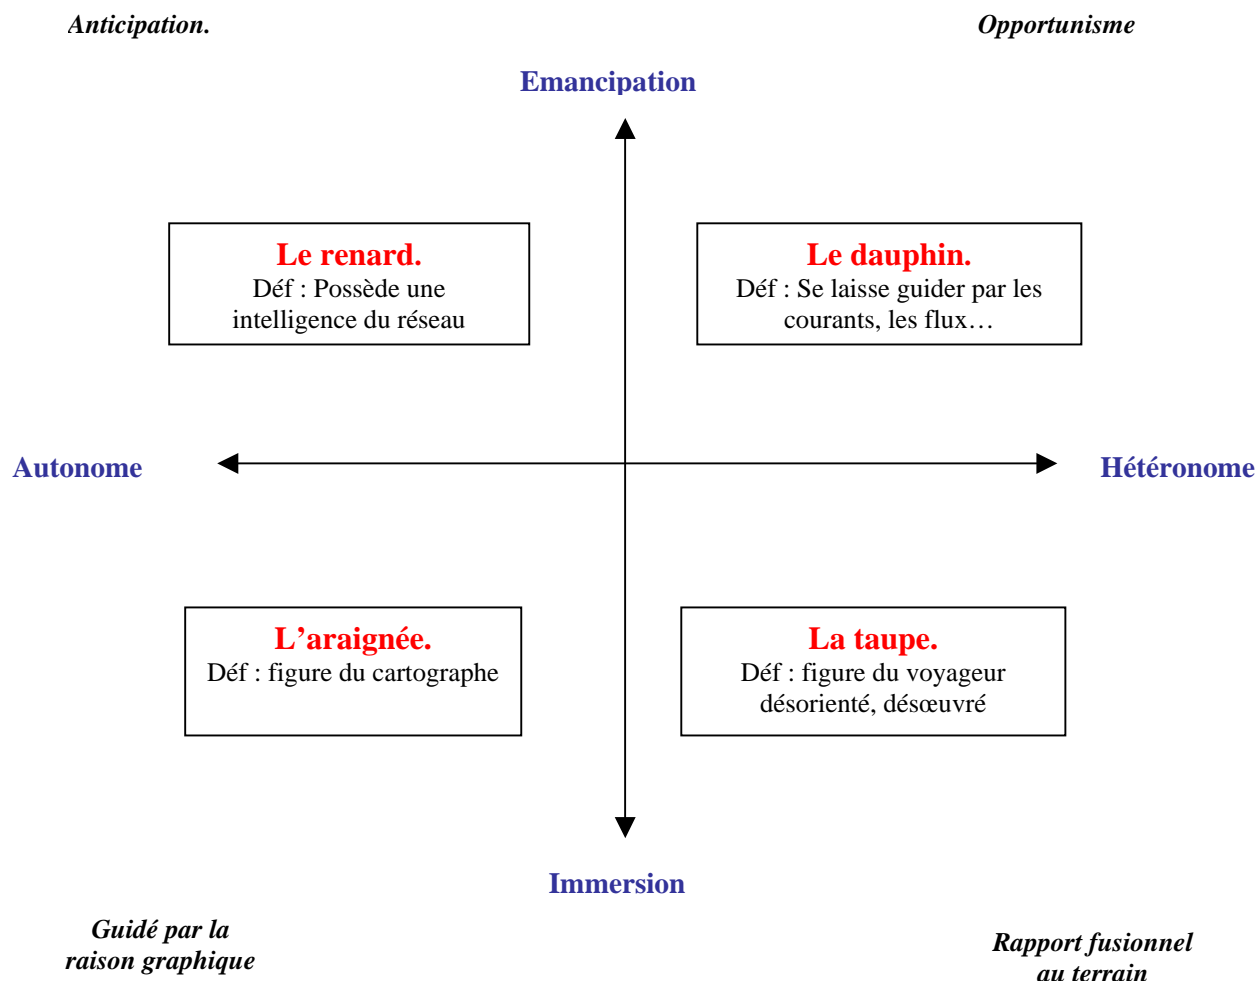 Anticipation.
Opportunisme
Emancipation
Le renard.
Déf : Possède une
intelligence du réseau
Le dauphin.
Déf : Se laisse guider par les
courants, les flux…
Autonome
Hétéronome
L’araignée.
Déf : figure du cartographe
La taupe.
Déf : figure du voyageur
désorienté, désœuvré
Immersion
Guidé par la
raison graphique
Rapport fusionnel
au terrain